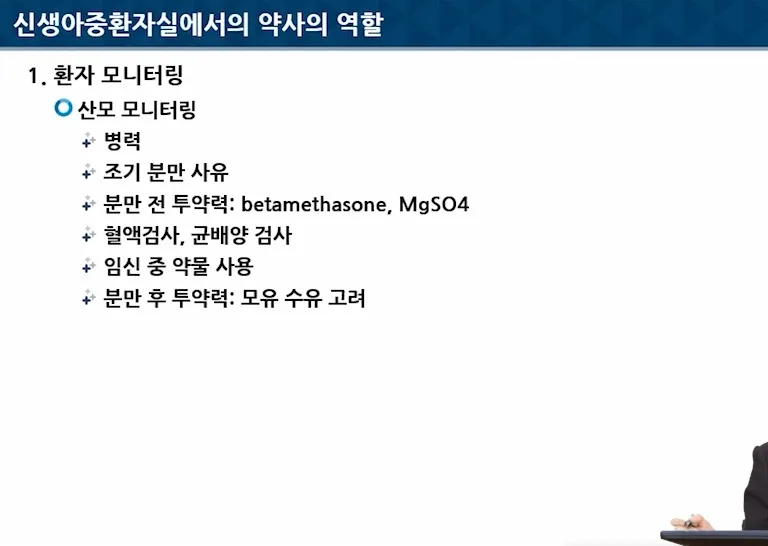 신생아중환자실에서의 약사의 역할
1. 환자 모니터링
산모 모니터링
병력
조기 분만 사유
분만 전 투약력: betamethasone, MgSO4
혈액검사, 균배양 검사
임신 중 약물 사용
분만 후 투약력: 모유 수유 고려